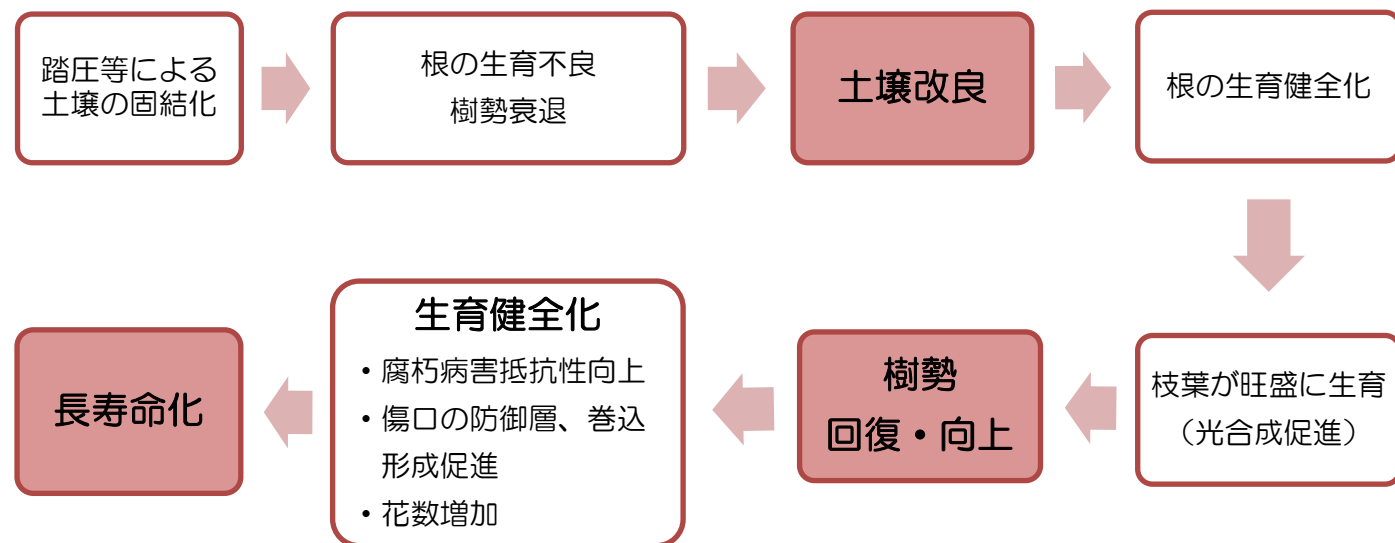 踏圧等による
土壌の固結化
根の生育不良
樹勢衰退
土壌改良
根の生育健全化
枝葉が旺盛に生育
（光合成促進）
樹勢
回復・向上
生育健全化
・腐朽病害抵抗性向上
・傷口の防御層、巻込
形成促進
・花数増加
長寿命化